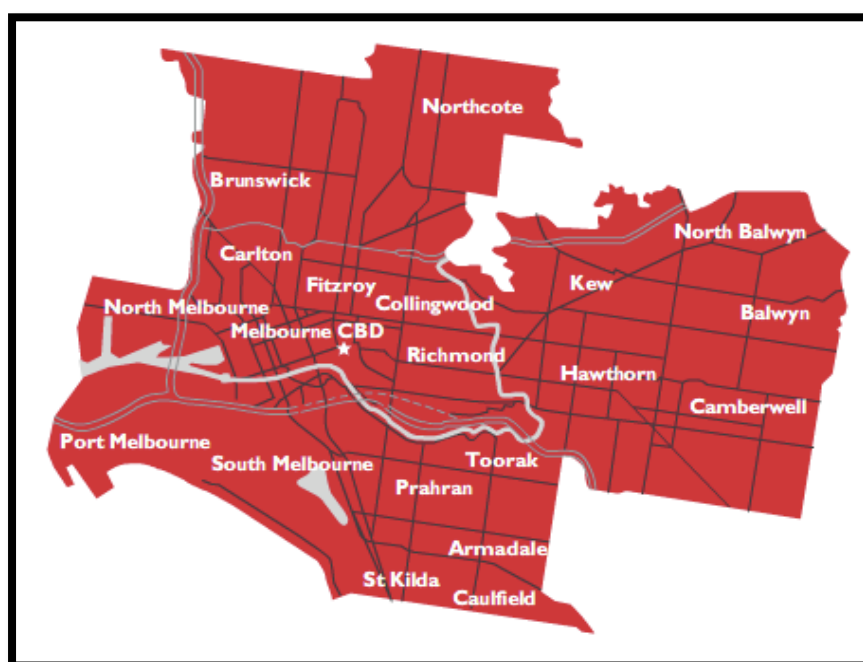 Northcote
Brunswick
North Balwyn
Carlton
Fitzroy
Kew
North Melbourne
Collingwood
Balwyn
Melbourne CBD
Richmond
Hawthorn
Camberwell
Port Melbourne
South Melbourne
Toorak
Prahran
Armadale
St Kilda
Caulfield